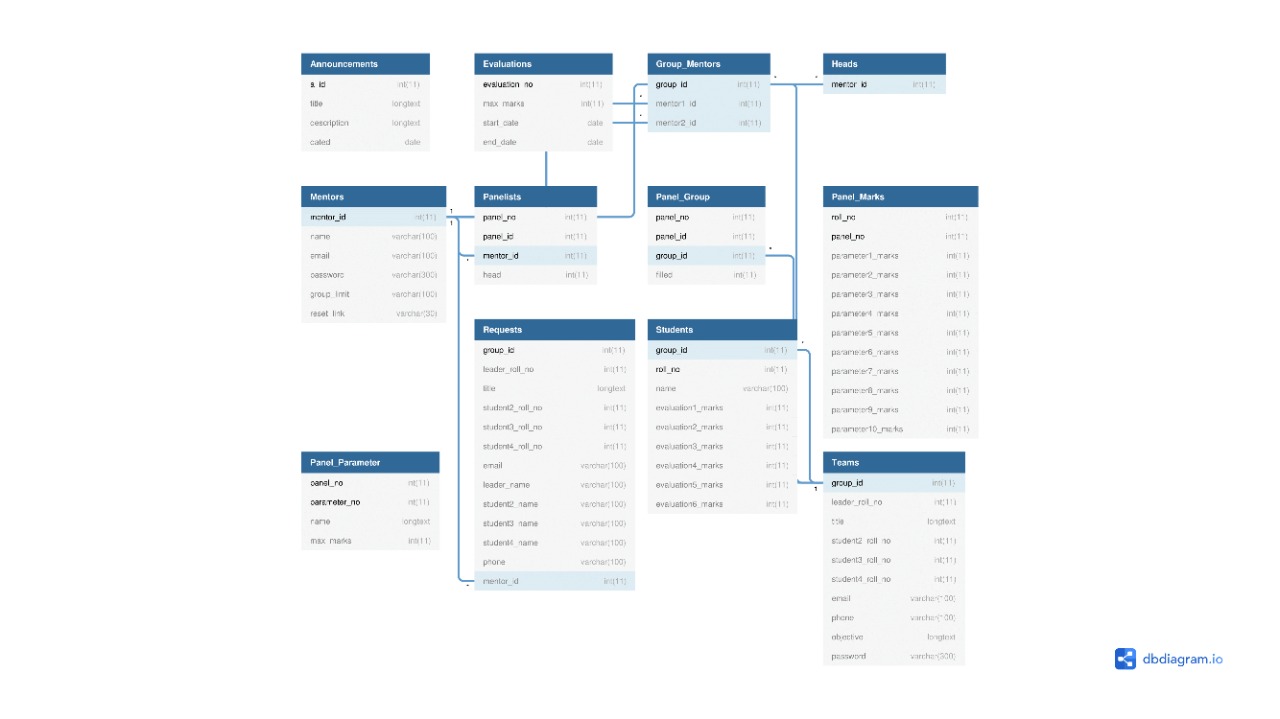 Announcements
a_id int(11)
title longtext
description longtext
dated date
Evaluations
evaluation_no int(11)
max_marks int(11)
start_date date
end_date date
Group_Mentors
group_id int(11)
mentor1_id int(11)
mentor2_id int(11)
Heads
mentor_id int(11)
Mentors
mentor_id int(11)
name varchar(100)
email varchar(100)
password varchar(300)
group_limit varchar(100)
reset_link varchar(30)
Panelists
panel_no int(11)
panel_id int(11)
mentor_id int(11)
head int(11)
Panel_Group
panel_no int(11)
panel_id int(11)
group_id int(11)
filled int(11)
Panel_Marks
roll_no int(11)
panel_no int(11)
parameter1_marks int(11)
parameter2_marks int(11)
parameter3_marks int(11)
parameter4_marks int(11)
parameter5_marks int(11)
parameter6_marks int(11)
parameter7_marks int(11)
parameter8_marks int(11)
parameter9_marks int(11)
parameter10_marks int(11)
Requests
group_id int(11)
leader_roll_no int(11)
title longtext
student2_roll_no int(11)
student3_roll_no int(11)
student4_roll_no int(11)
email varchar(100)
leader_name varchar(100)
student2_name varchar(100)
student3_name varchar(100)
student4_name varchar(100)
phone varchar(100)
mentor_id int(11)
Students
group_id int(11)
roll_no int(11)
name varchar(100)
evaluation1_marks int(11)
evaluation2_marks int(11)
evaluation3_marks int(11)
evaluation4_marks int(11)
evaluation5_marks int(11)
evaluation6_marks int(11)
Panel_Parameter
panel_no int(11)
parameter_no int(11)
name longtext
max_marks int(11)
Teams
group_id int(11)
leader_roll_no int(11)
title longtext
student2_roll_no int(11)
student3_roll_no int(11)
student4_roll_no int(11)
email varchar(100)
phone varchar(100)
objective longtext
password varchar(500)
1
1
*
*
*
*
*
*
*
*
1
dbdiagram.io